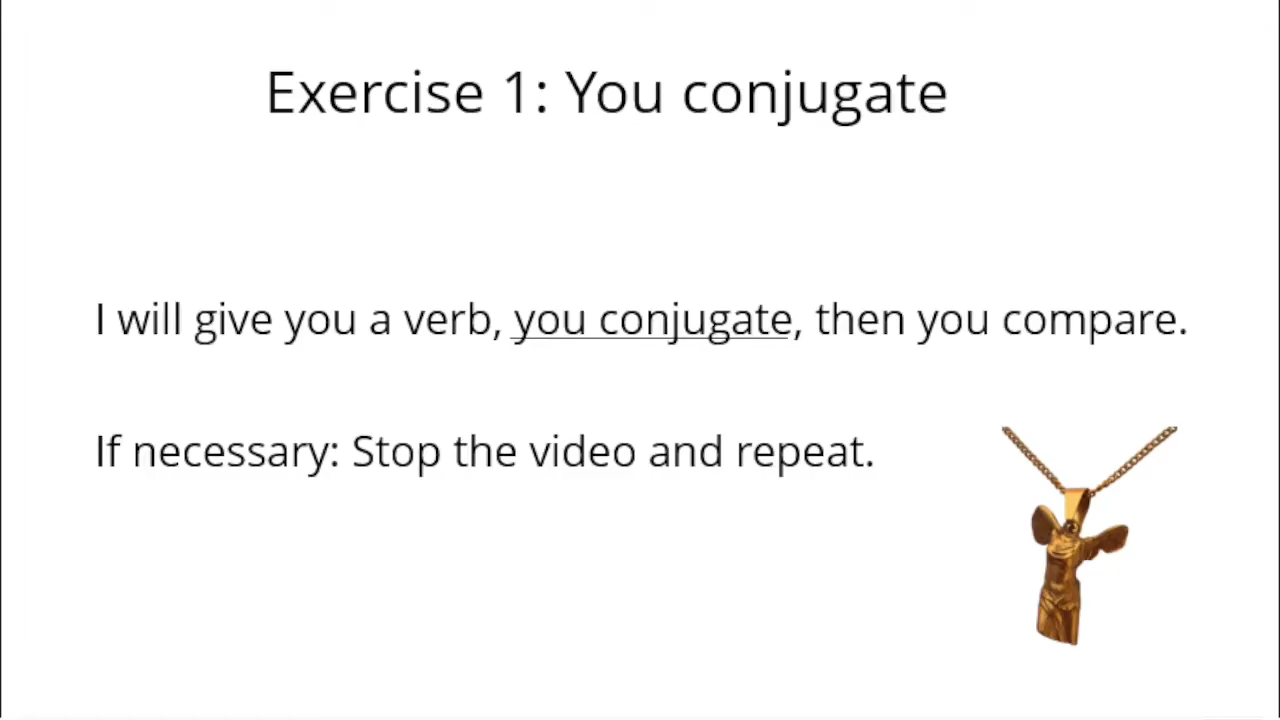 Exercise 1: You conjugate
I will give you a verb, you conjugate, then you compare.
If necessary: Stop the video and repeat.